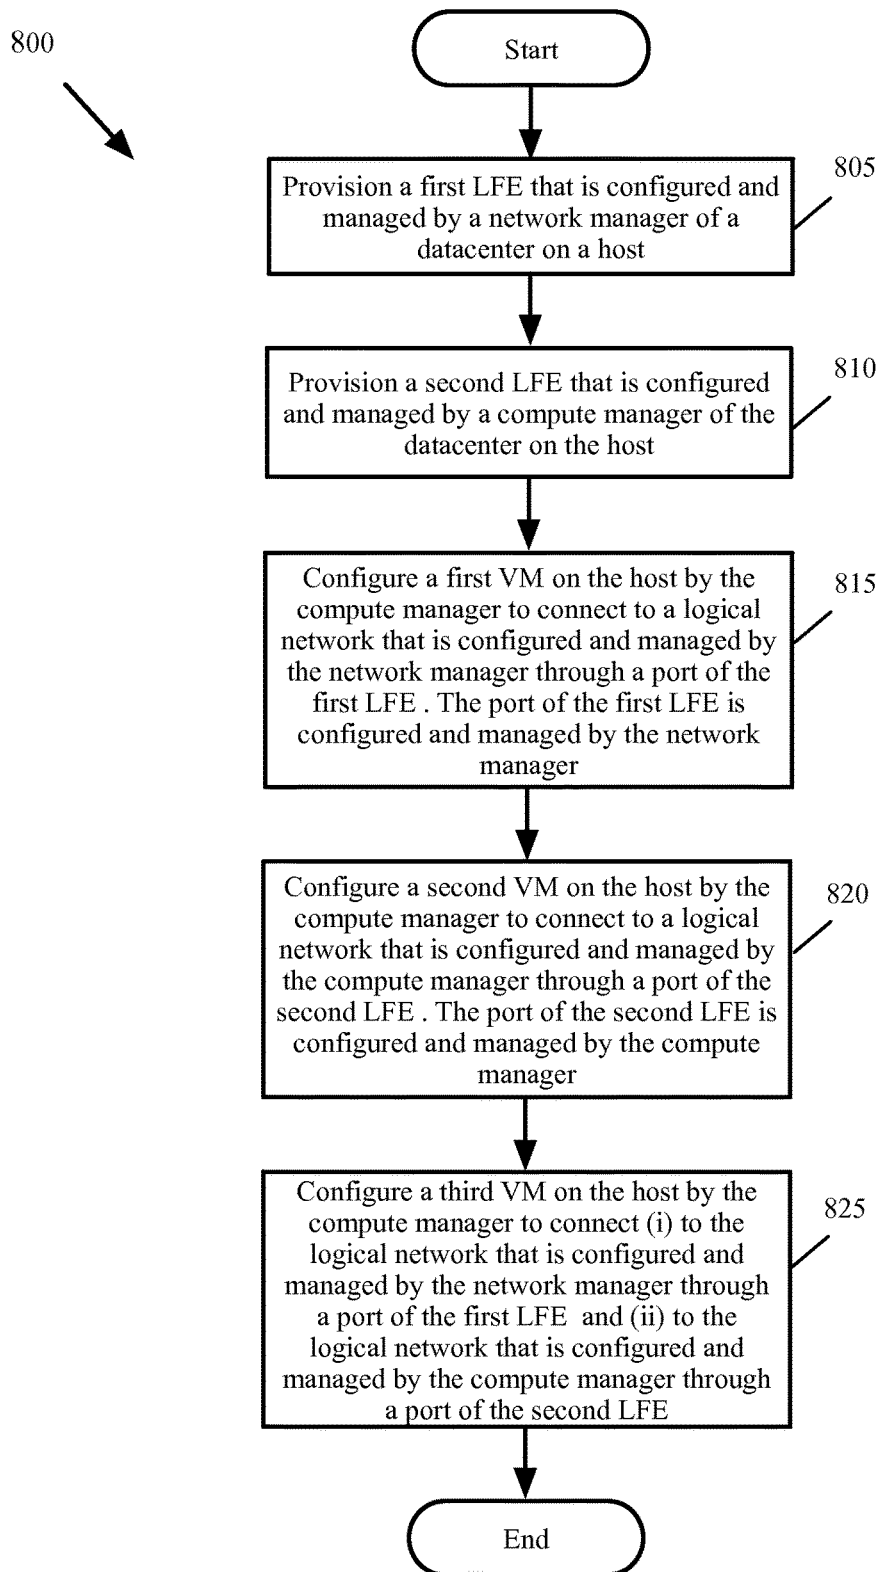 800
Start
805
Provision a first LFE that is configured and
managed by a network manager of a
datacenter on a host
810
Provision a second LFE that is configured
and managed by a compute manager of the
datacenter on the host
815
Configure a first VM on the host by the
compute manager to connect to a logical
network that is configured and managed by
the network manager through a port of the
first LFE . The port of the first LFE is
configured and managed by the network
manager
820
Configure a second VM on the host by the
compute manager to connect to a logical
network that is configured and managed by
the compute manager through a port of the
second LFE . The port of the second LFE is
configured and managed by the compute
manager
825
Configure a third VM on the host by the
compute manager to connect (i) to the
logical network that is configured and
managed by the network manager through
a port of the first LFE and (ii) to the
logical network that is configured and
managed by the compute manager through
a port of the second LFE
End